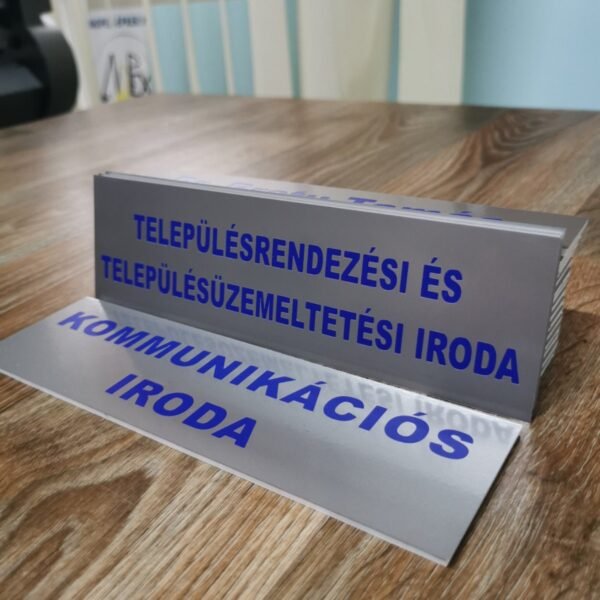 TELEPÜLÉSRENDEZÉSI ÉS
TELEPÜLÉSÜZEMELTETÉSI IRODA
KOMMUNIKÁCIÓS
IRODA